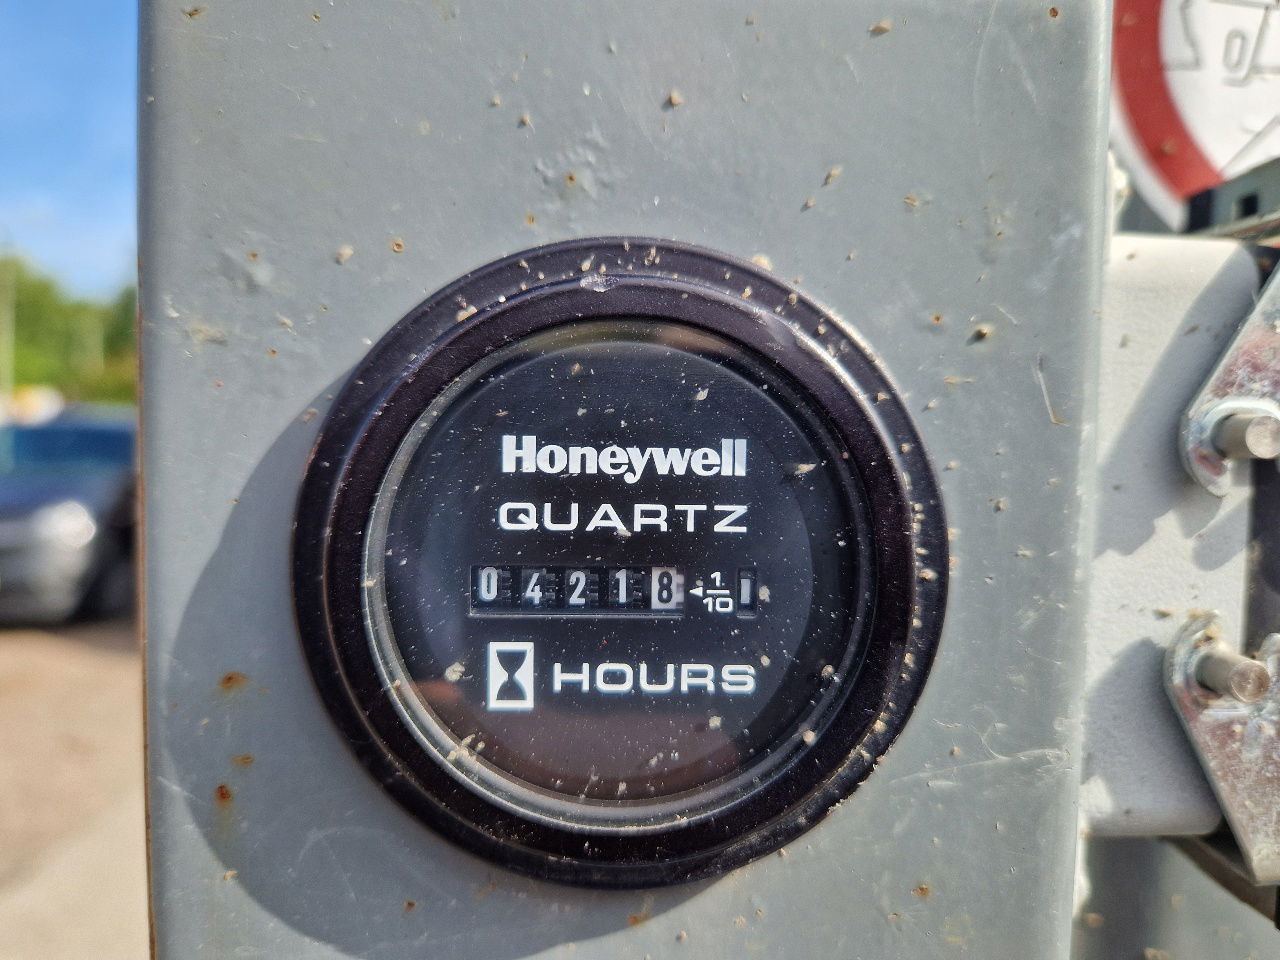 Honeywell
QUARTZ
04218 ◄1/10
HOURS